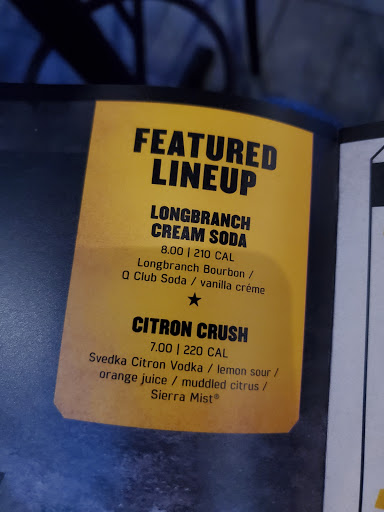 FEATURED
LINEUP
LONGBRANCH
CREAM SODA
8.00 | 210 CAL
Longbranch Bourbon /
Q Club Soda / vanilla créme
★
CITRON CRUSH
7.00 | 220 CAL
Svedka Citron Vodka / lemon sour /
orange juice / muddled citrus /
Sierra Mist®